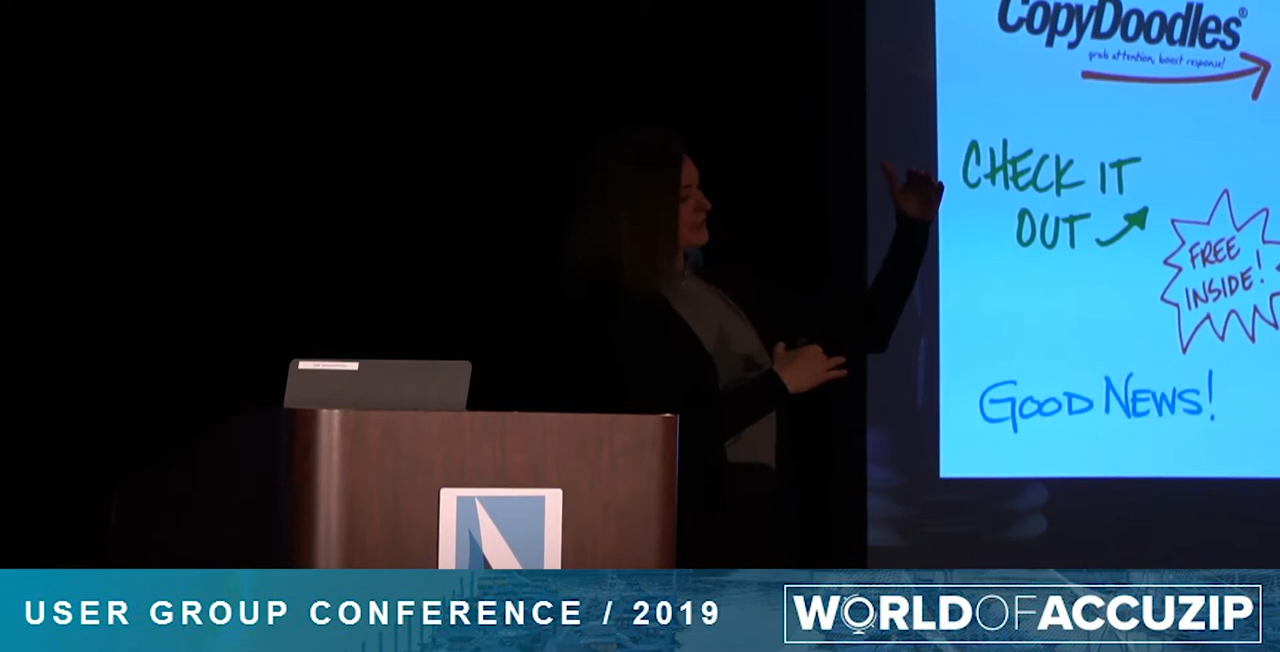 CopyDoodles®
grab attention, boost response!
CHECK IT
OUT
FREE
INSIDE!
GOOD NEWS!
USER GROUP CONFERENCE / 2019
WORLDOFACCUZIP